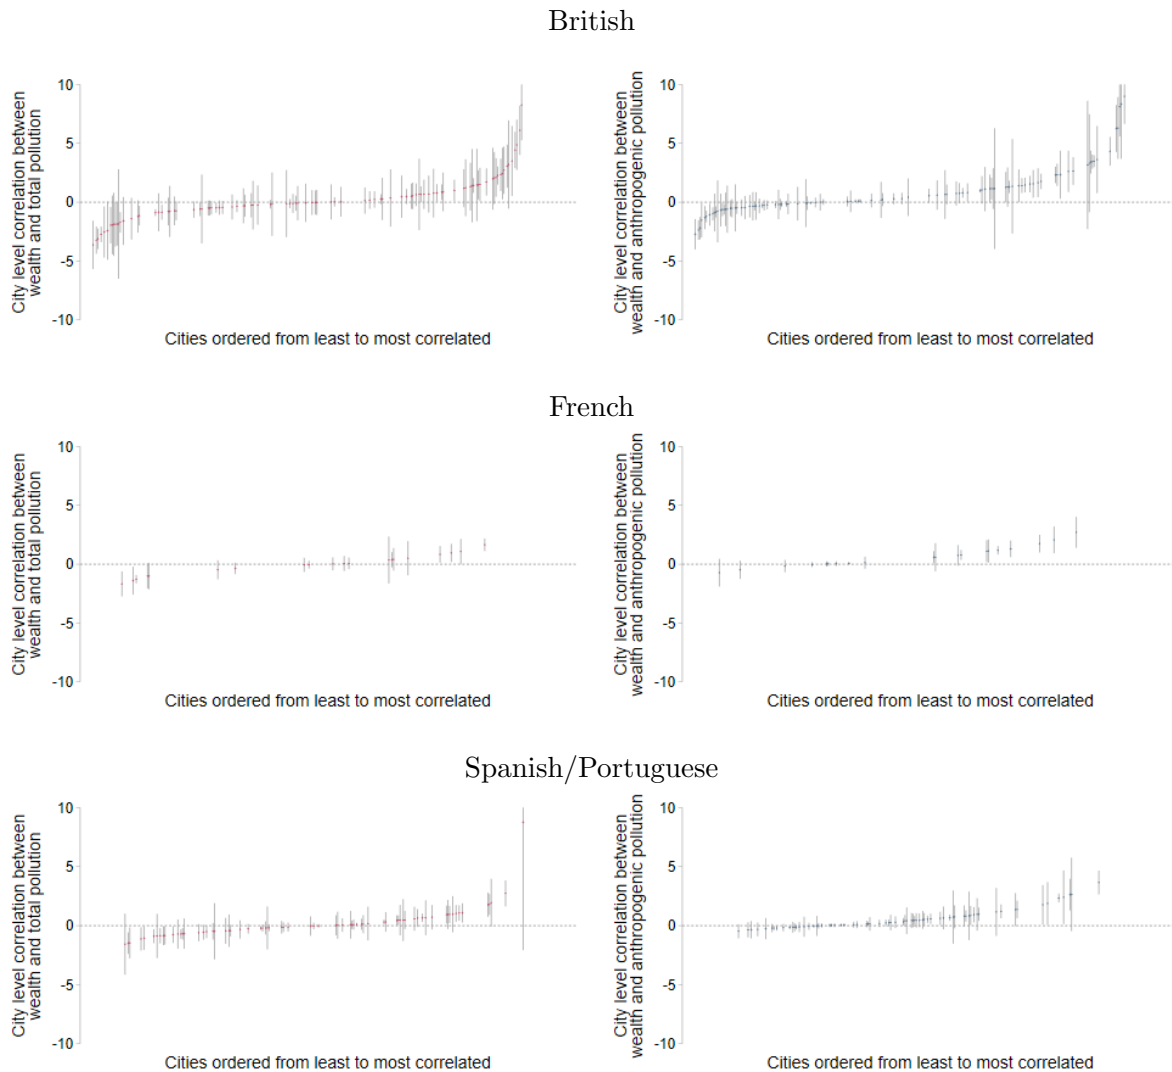 British
City level correlation between
wealth and total pollution
10
5
0
-5
-10
Cities ordered from least to most correlated
City level correlation between
wealth and anthropogenic pollution
10
5
0
-5
-10
Cities ordered from least to most correlated
French
City level correlation between
wealth and total pollution
10
5
0
-5
-10
Cities ordered from least to most correlated
City level correlation between
wealth and anthropogenic pollution
10
5
0
-5
-10
Cities ordered from least to most correlated
Spanish/Portuguese
City level correlation between
wealth and total pollution
10
5
0
-5
-10
Cities ordered from least to most correlated
City level correlation between
wealth and anthropogenic pollution
10
5
0
-5
-10
Cities ordered from least to most correlated